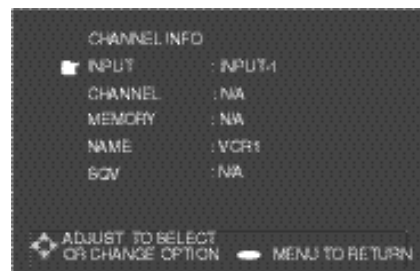 CHANNEL INFO
INPUT : INPUT-1
CHANNEL : N/A
MEMORY : N/A
NAME : VCR1
SQV : N/A
ADJUST TO SELECT
OR CHANGE OPTION MENU TO RETURN